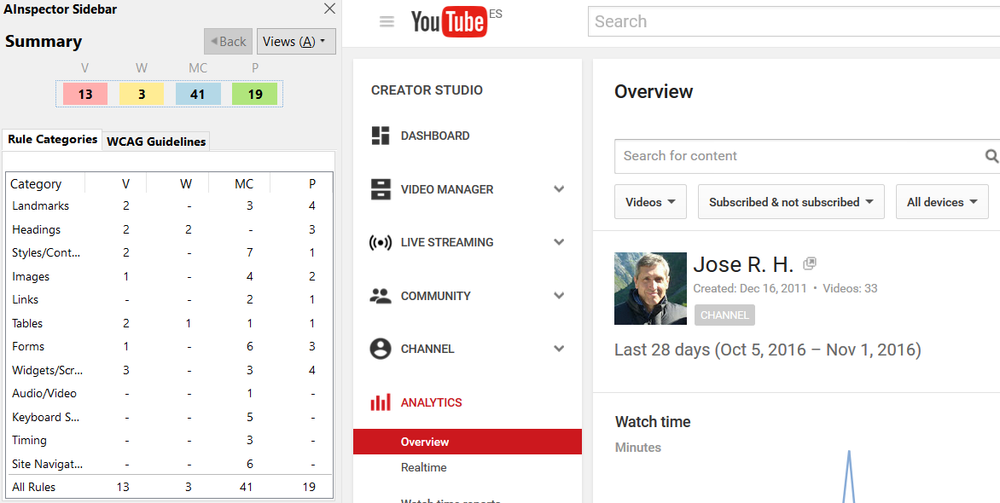 AInspector Sidebar
Summary
Back
Views (A)
V W MC P
13 3 41 19
Rule Categories
WCAG Guidelines
Category V W MC P
Landmarks 2 - 3 4
Headings 2 2 - 3
Styles/Cont... 2 - 7 1
Images 1 - 4 2
Links - - 2 1
Tables 2 1 1 1
Forms 1 - 6 3
Widgets/Scr... 3 - 3 4
Audio/Video - - 1 -
Keyboard S... - - 5 -
Timing - - 3 -
Site Navigat... - - 6 -
All Rules 13 3 41 19
YouTube ES
Search
CREATOR STUDIO
DASHBOARD
VIDEO MANAGER
LIVE STREAMING
COMMUNITY
CHANNEL
ANALYTICS
Overview
Realtime
Watch time reports
Overview
Search for content
Videos
Subscribed & not subscribed
All devices
Jose R. H.
Created: Dec 16, 2011 • Videos: 33
CHANNEL
Last 28 days (Oct 5, 2016 – Nov 1, 2016)
Watch time
Minutes